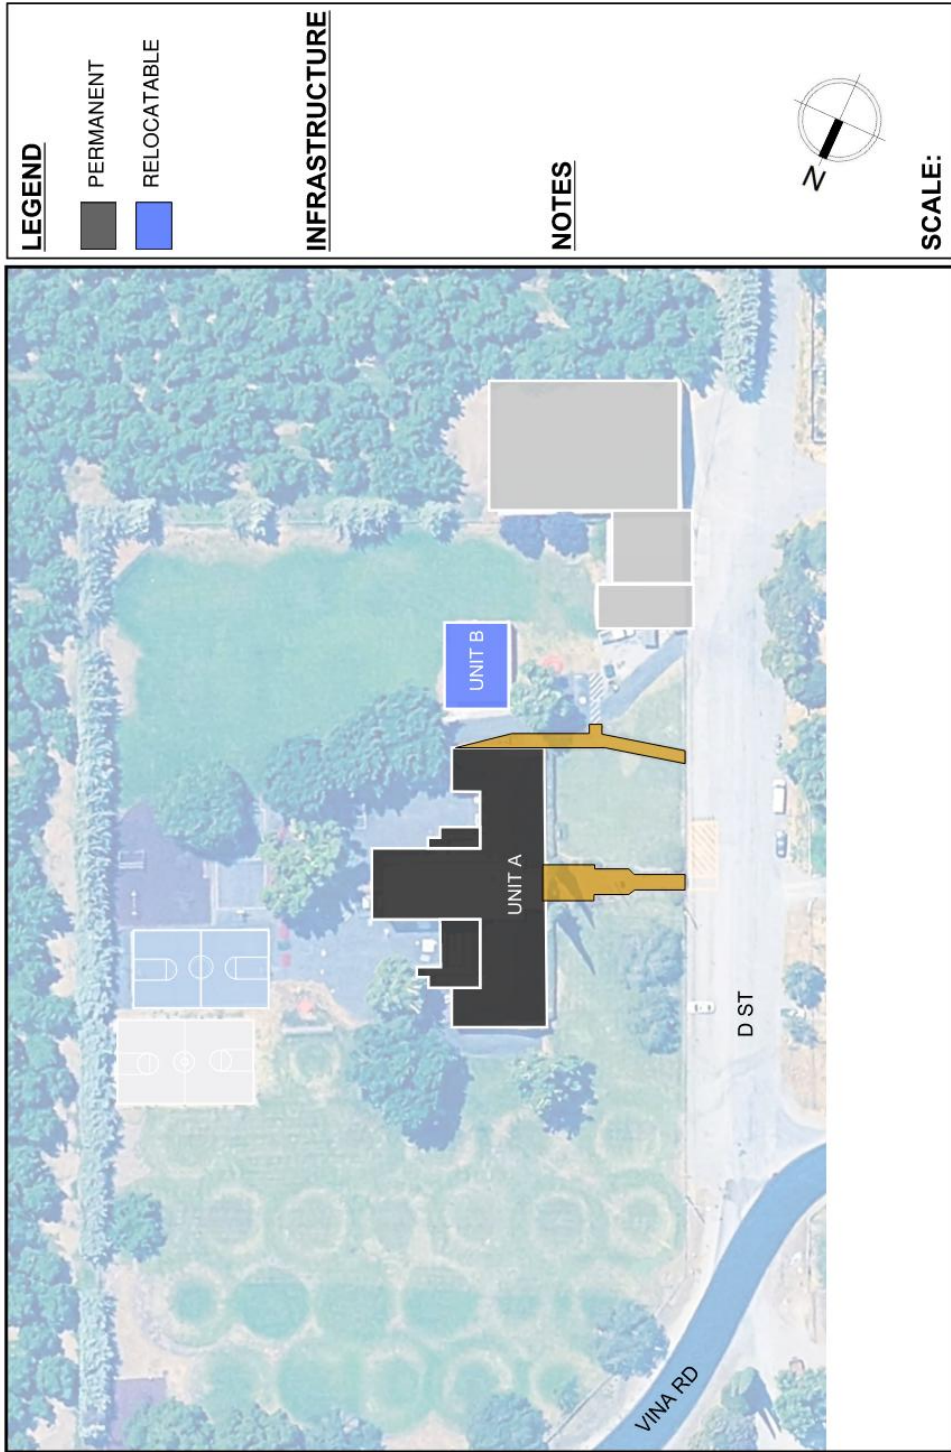 LEGEND
PERMANENT
RELOCATABLE
INFRASTRUCTURE
NOTES
N
SCALE:
UNIT B
UNIT A
D ST
VINA RD